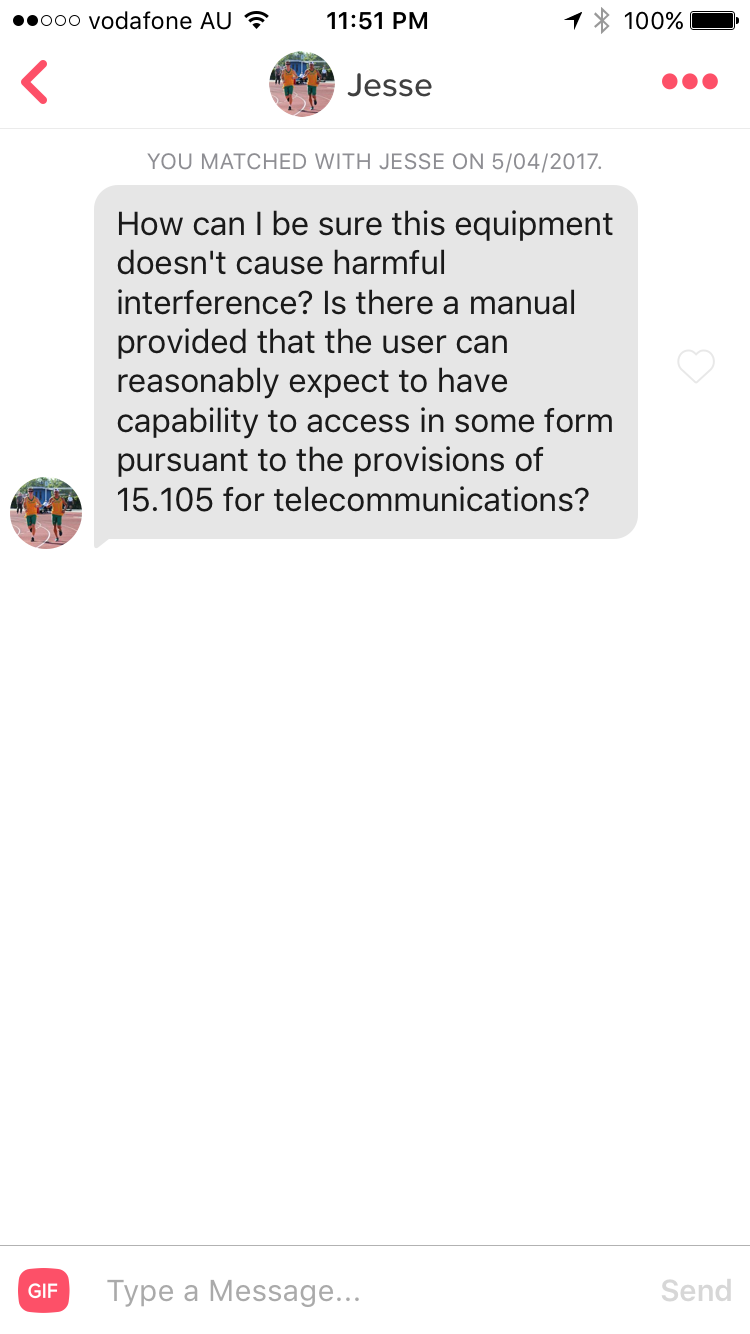 vodafone AU 11:51 PM 100%
Jesse
YOU MATCHED WITH JESSE ON 5/04/2017.
How can I be sure this equipment
doesn't cause harmful
interference? Is there a manual
provided that the user can
reasonably expect to have
capability to access in some form
pursuant to the provisions of
15.105 for telecommunications?
GIF Type a Message... Send